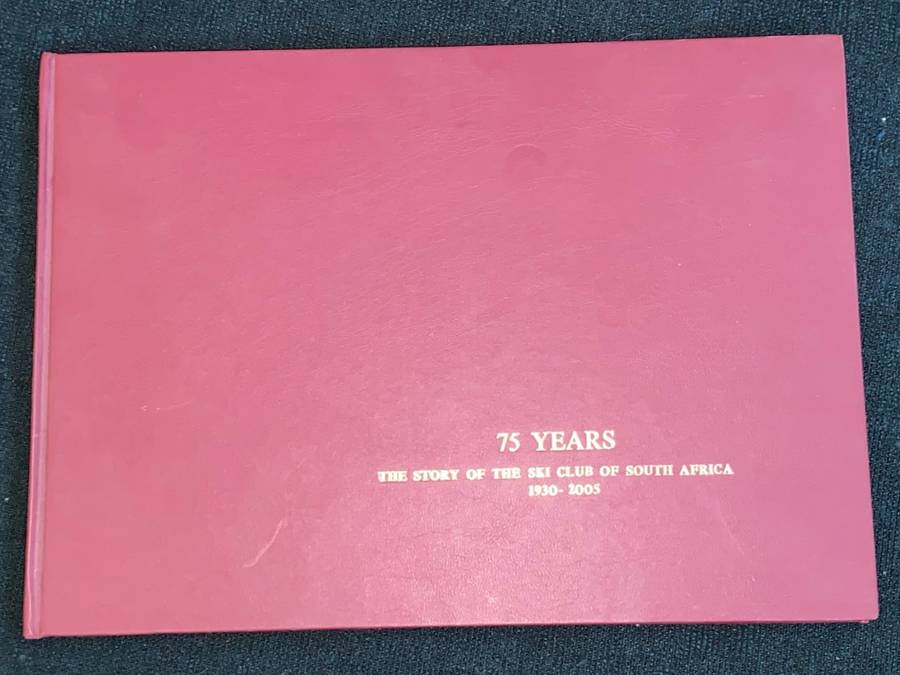 75 YEARS
THE STORY OF THE SKI CLUB OF SOUTH AFRICA
1930- 2005